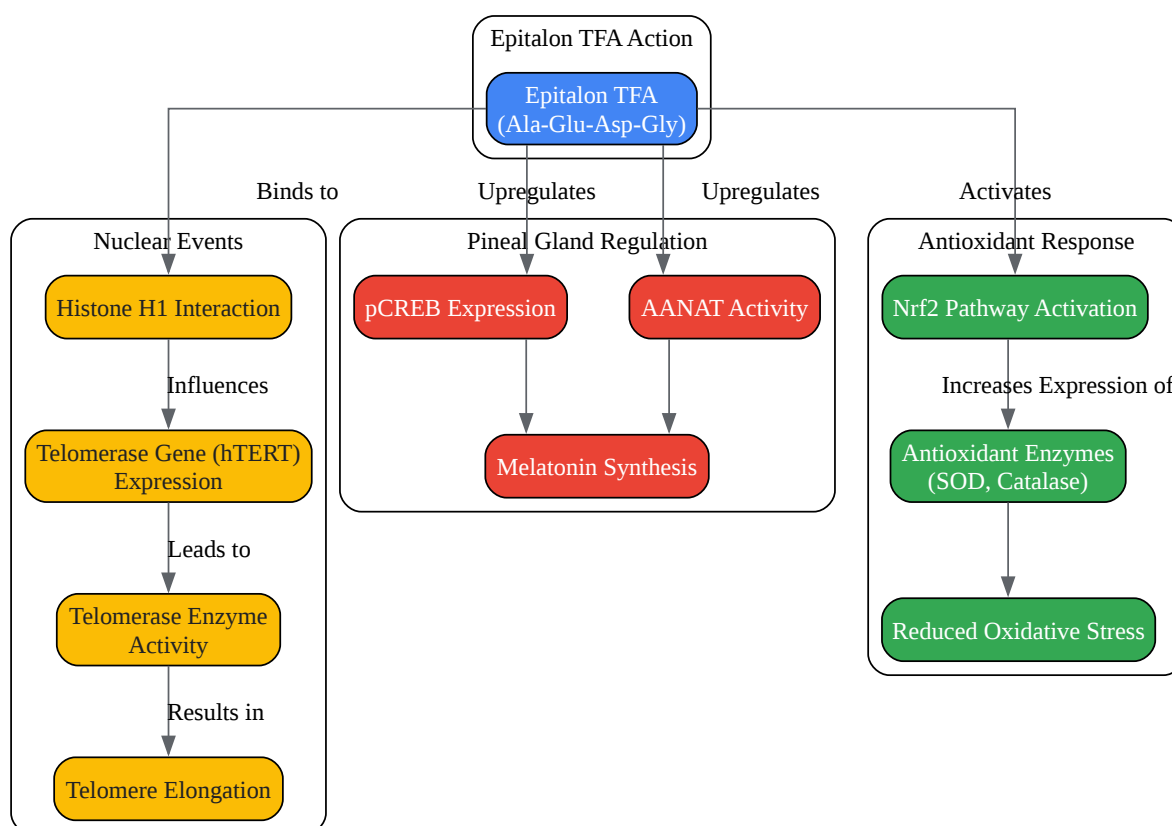 Epitalon TFA Action
Epitalon TFA
(Ala-Glu-Asp-Gly)
Binds to
Upregulates
Upregulates
Activates
Nuclear Events
Pineal Gland Regulation
Antioxidant Response
Histone H1 Interaction
pCREB Expression
AANAT Activity
Nrf2 Pathway Activation
Influences
Increases Expression of
Telomerase Gene (hTERT)
Expression
Melatonin Synthesis
Antioxidant Enzymes
(SOD, Catalase)
Leads to
Telomerase Enzyme
Activity
Reduced Oxidative Stress
Results in
Telomere Elongation